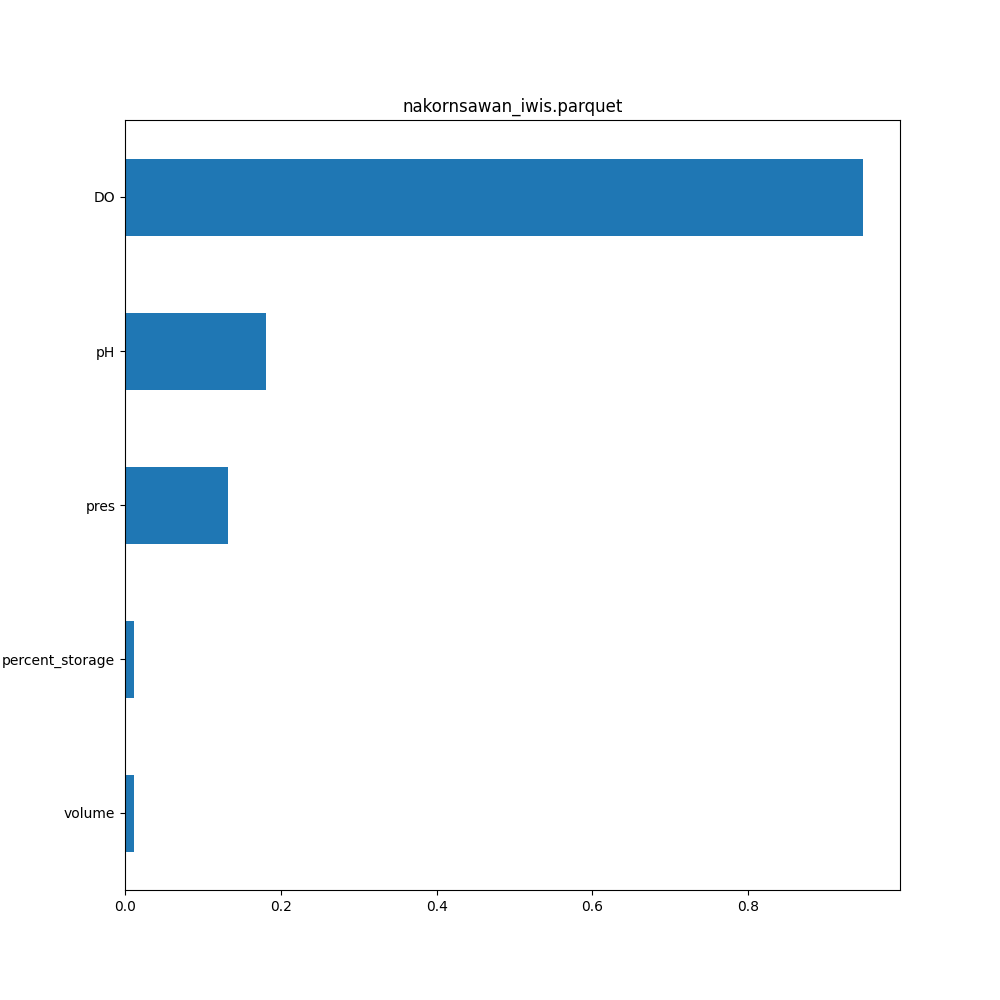 nakornsawan_iwis.parquet
DO
pH
pres
percent_storage
volume
0.0 0.2 0.4 0.6 0.8